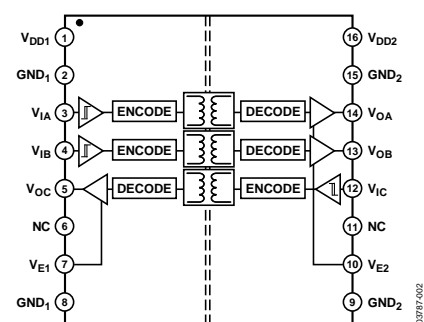 VDD1 1 16 VDD2
GND1 2 15 GND2
VIA 3 ENCODE DECODE 14 VOA
VIB 4 ENCODE DECODE 13 VOB
VOC 5 DECODE ENCODE 12 VIC
NC 6 11 NC
VE1 7 10 VE2
GND1 8 9 GND2
03787-002